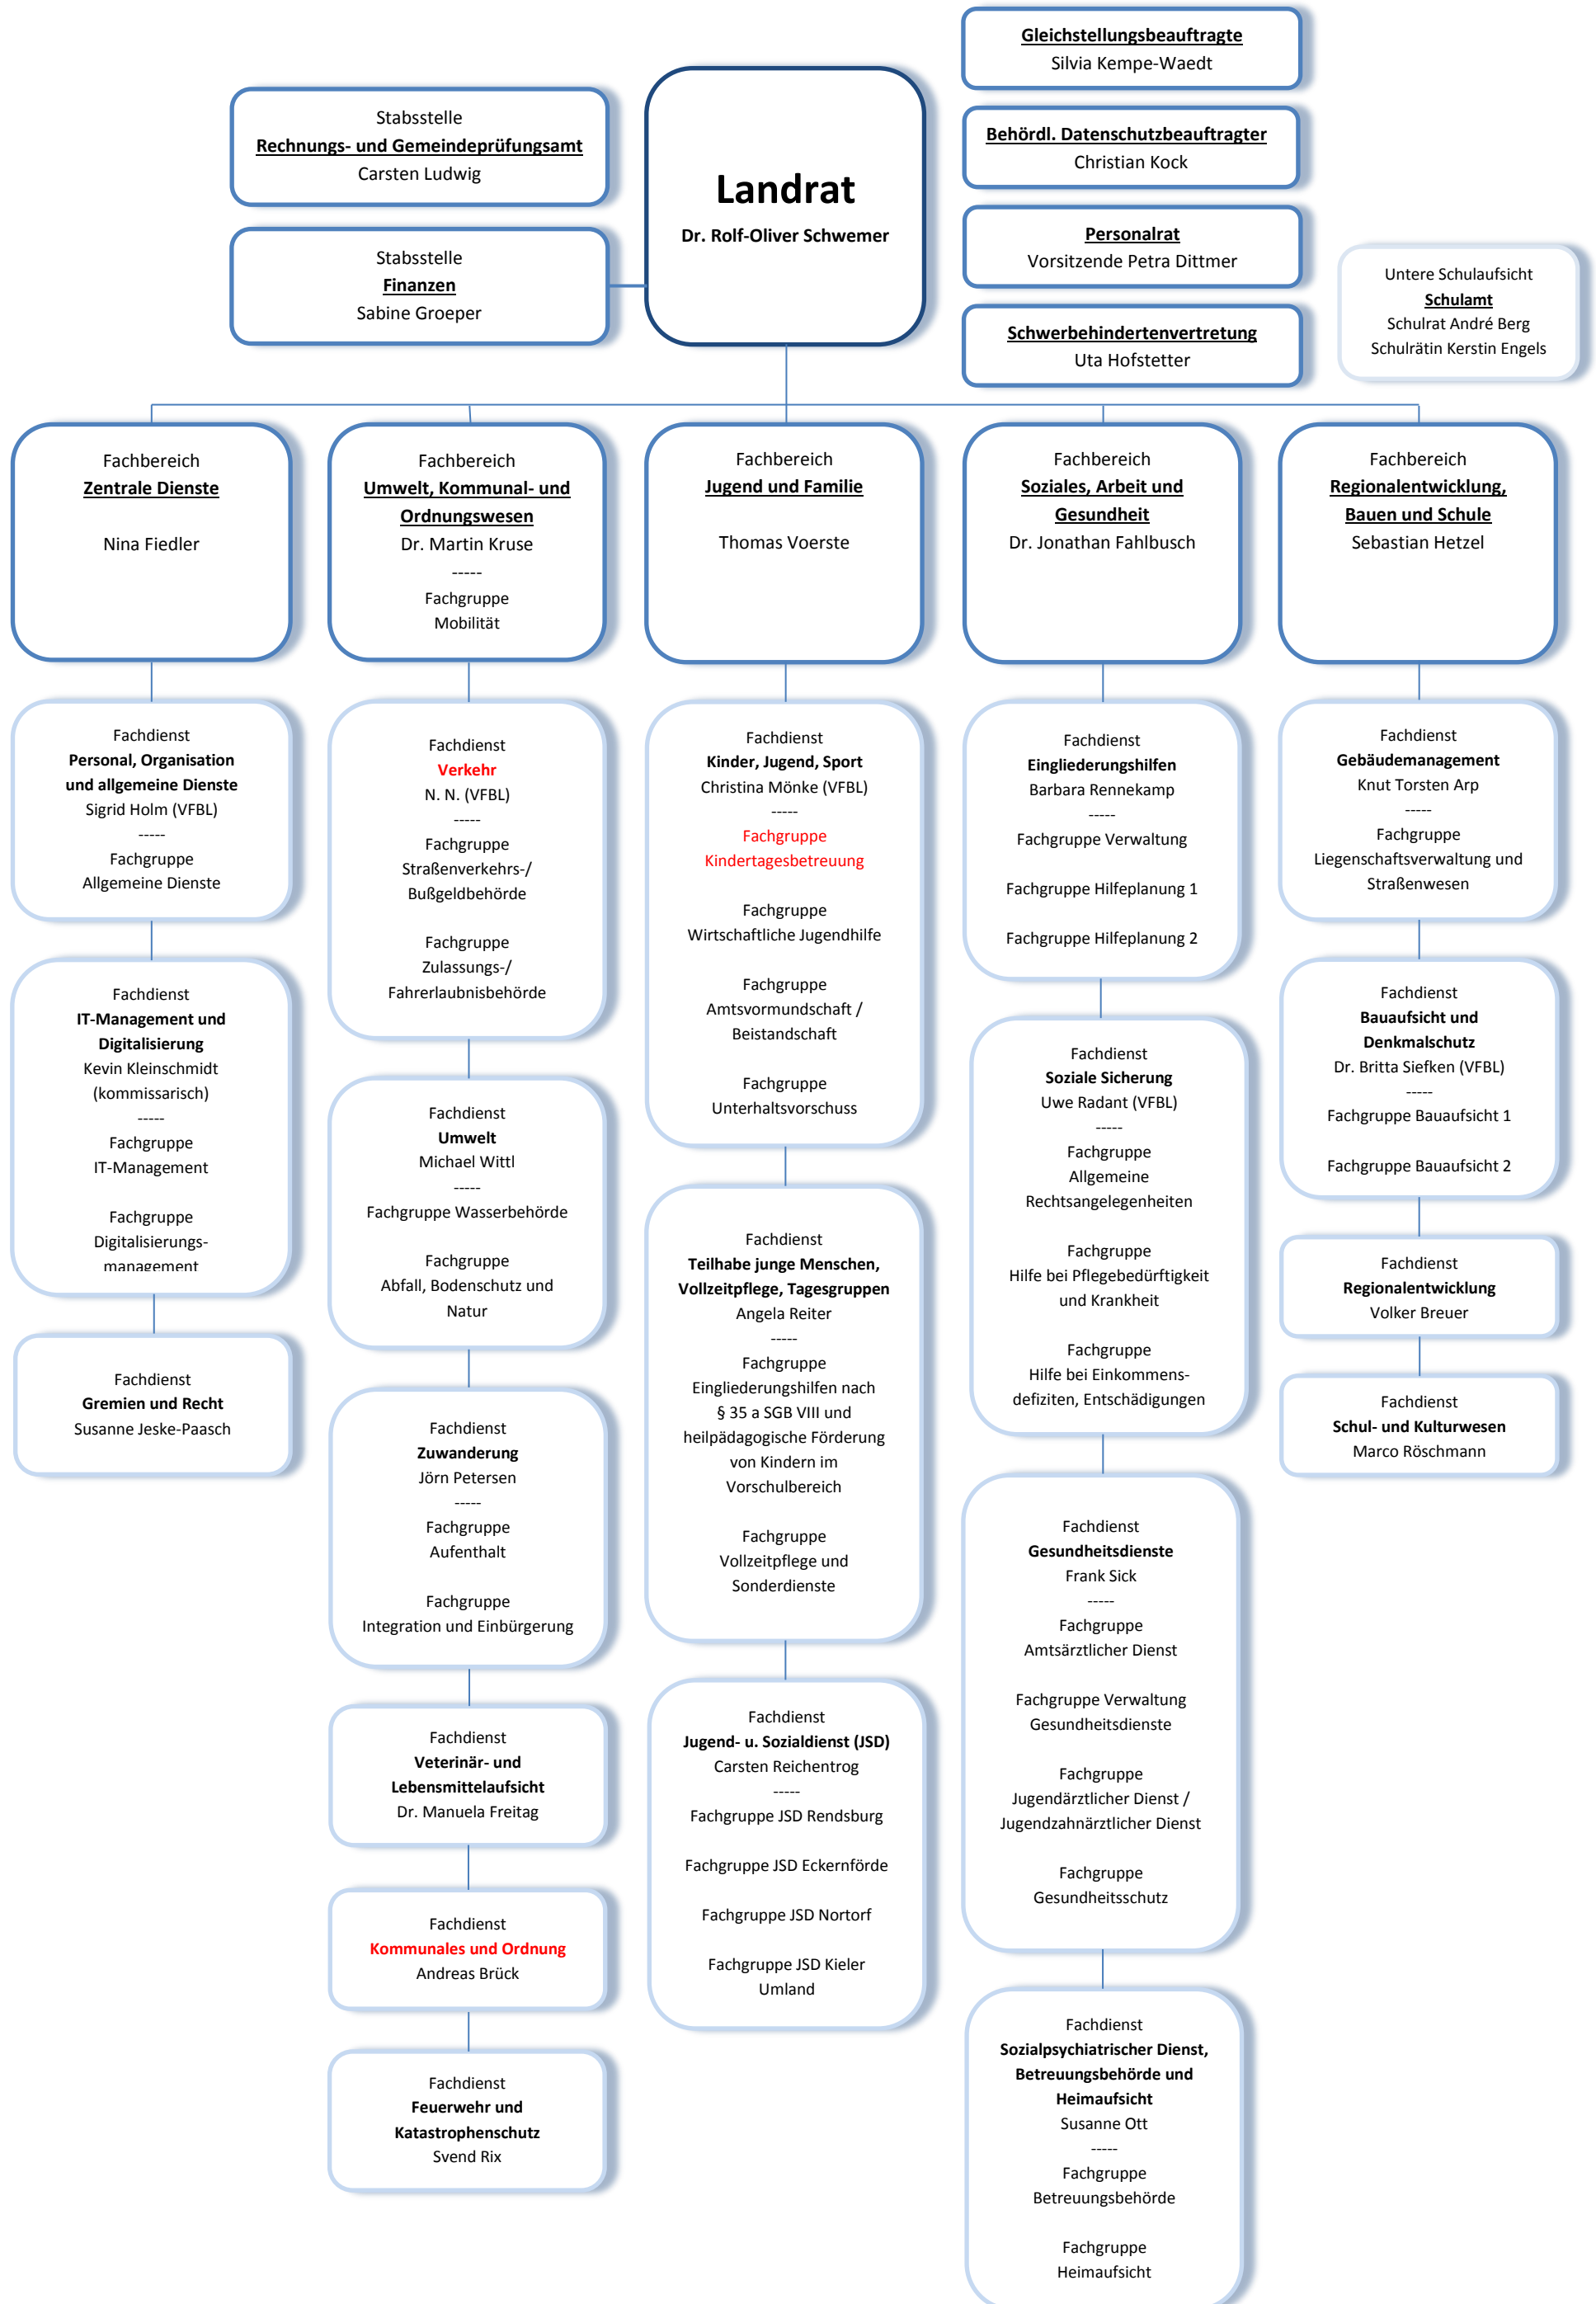 Gleichstellungsbeauftragte
Silvia Kempe-Waedt
Stabsstelle
Rechnungs- und Gemeindeprüfungsamt
Carsten Ludwig
Behördl. Datenschutzbeauftragter
Christian Kock
Landrat
Dr. Rolf-Oliver Schwemer
Stabsstelle
Finanzen
Sabine Groeper
Personalrat
Vorsitzende Petra Dittmer
Schwerbehindertenvertretung
Uta Hofstetter
Untere Schulaufsicht
Schulamt
Schulrat André Berg
Schulrätin Kerstin Engels
Fachbereich
Zentrale Dienste
Nina Fiedler
Fachdienst
Personal, Organisation
und allgemeine Dienste
Sigrid Holm (VFBL)
-----
Fachgruppe
Allgemeine Dienste
Fachdienst
IT-Management und
Digitalisierung
Kevin Kleinschmidt
(kommissarisch)
-----
Fachgruppe
IT-Management
Fachgruppe
Digitalisierungs-
management
Fachdienst
Gremien und Recht
Susanne Jeske-Paasch
Fachbereich
Umwelt, Kommunal- und
Ordnungswesen
Dr. Martin Kruse
-----
Fachgruppe
Mobilität
Fachdienst
Verkehr
N. N. (VFBL)
-----
Fachgruppe
Straßenverkehrs-/
Bußgeldbehörde
Fachgruppe
Zulassungs-/
Fahrerlaubnisbehörde
Fachdienst
Umwelt
Michael Wittl
-----
Fachgruppe Wasserbehörde
Fachgruppe
Abfall, Bodenschutz und
Natur
Fachdienst
Zuwanderung
Jörn Petersen
-----
Fachgruppe
Aufenthalt
Fachgruppe
Integration und Einbürgerung
Fachdienst
Veterinär- und
Lebensmittelaufsicht
Dr. Manuela Freitag
Fachdienst
Kommunales und Ordnung
Andreas Brück
Fachdienst
Feuerwehr und
Katastrophenschutz
Svend Rix
Fachbereich
Jugend und Familie
Thomas Voerste
Fachdienst
Kinder, Jugend, Sport
Christina Mönke (VFBL)
-----
Fachgruppe
Kindertagesbetreuung
Fachgruppe
Wirtschaftliche Jugendhilfe
Fachgruppe
Amtsvormundschaft /
Beistandschaft
Fachgruppe
Unterhaltsvorschuss
Fachdienst
Teilhabe junge Menschen,
Vollzeitpflege, Tagesgruppen
Angela Reiter
-----
Fachgruppe
Eingliederungshilfen nach
§ 35 a SGB VIII und
heilpädagogische Förderung
von Kindern im
Vorschulbereich
Fachgruppe
Vollzeitpflege und
Sonderdienste
Fachdienst
Jugend- u. Sozialdienst (JSD)
Carsten Reichentrog
-----
Fachgruppe JSD Rendsburg
Fachgruppe JSD Eckernförde
Fachgruppe JSD Nortorf
Fachgruppe JSD Kieler
Umland
Fachbereich
Soziales, Arbeit und
Gesundheit
Dr. Jonathan Fahlbusch
Fachdienst
Eingliederungshilfen
Barbara Rennekamp
-----
Fachgruppe Verwaltung
Fachgruppe Hilfeplanung 1
Fachgruppe Hilfeplanung 2
Fachdienst
Soziale Sicherung
Uwe Radant (VFBL)
-----
Fachgruppe
Allgemeine
Rechtsangelegenheiten
Fachgruppe
Hilfe bei Pflegebedürftigkeit
und Krankheit
Fachgruppe
Hilfe bei Einkommens-
defiziten, Entschädigungen
Fachdienst
Gesundheitsdienste
Frank Sick
-----
Fachgruppe
Amtsärztlicher Dienst
Fachgruppe Verwaltung
Gesundheitsdienste
Fachgruppe
Jugendärztlicher Dienst /
Jugendzahnärztlicher Dienst
Fachgruppe
Gesundheitsschutz
Fachdienst
Sozialpsychiatrischer Dienst,
Betreuungsbehörde und
Heimaufsicht
Susanne Ott
-----
Fachgruppe
Betreuungsbehörde
Fachgruppe
Heimaufsicht
Fachbereich
Regionalentwicklung,
Bauen und Schule
Sebastian Hetzel
Fachdienst
Gebäudemanagement
Knut Torsten Arp
-----
Fachgruppe
Liegenschaftsverwaltung und
Straßenwesen
Fachdienst
Bauaufsicht und
Denkmalschutz
Dr. Britta Siefken (VFBL)
-----
Fachgruppe Bauaufsicht 1
Fachgruppe Bauaufsicht 2
Fachdienst
Regionalentwicklung
Volker Breuer
Fachdienst
Schul- und Kulturwesen
Marco Röschmann